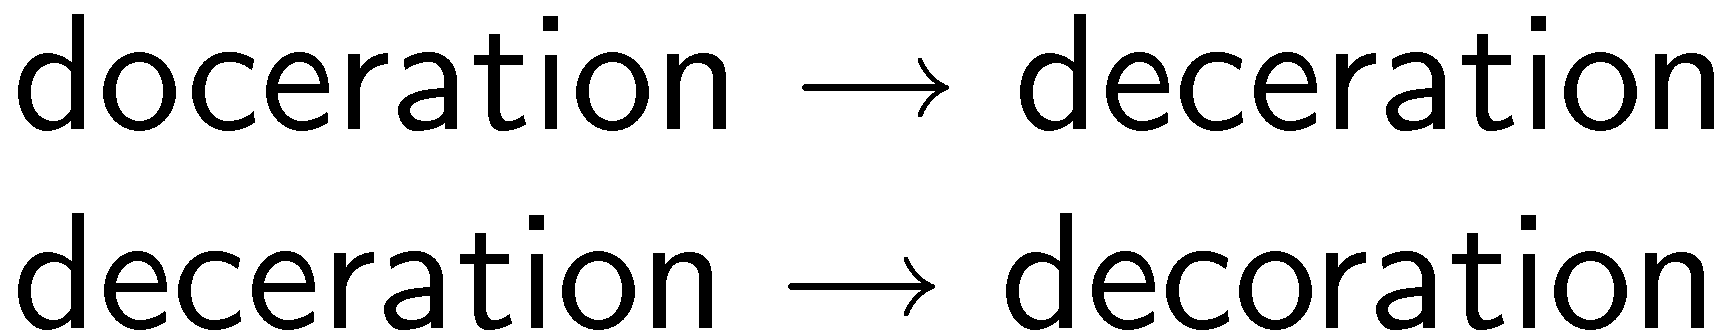 doceration → deceration
deceration → decoration